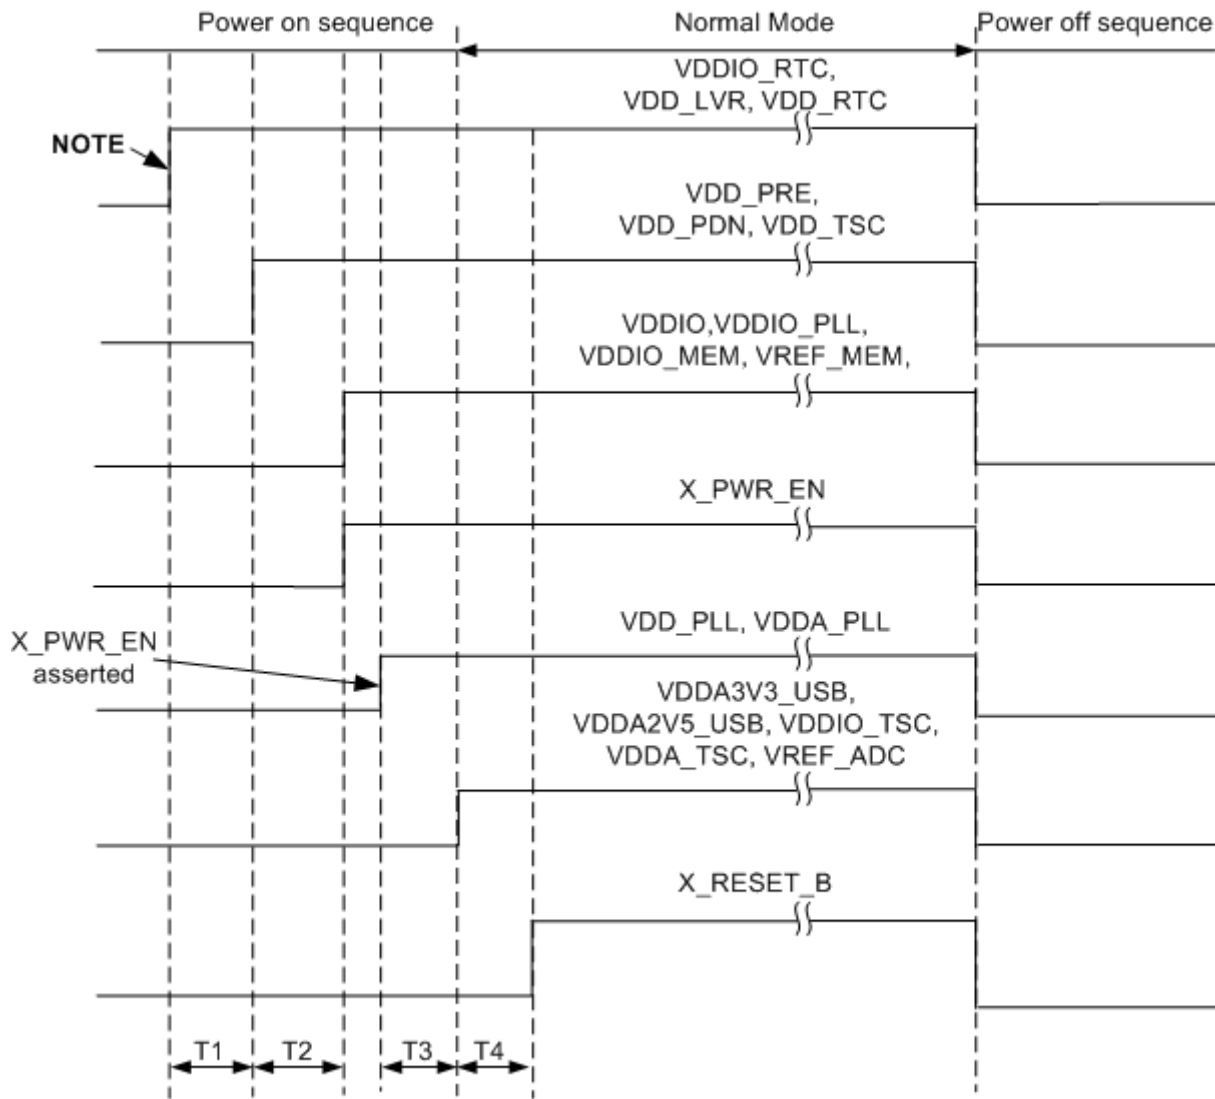 Power on sequence
Normal Mode
Power off sequence
VDDIO_RTC,
VDD_LVR, VDD_RTC
NOTE
VDD_PRE,
VDD_PDN, VDD_TSC
VDDIO,VDDIO_PLL,
VDDIO_MEM, VREF_MEM,
X_PWR_EN
VDD_PLL, VDDA_PLL
X_PWR_EN
asserted
VDDA3V3_USB,
VDDA2V5_USB, VDDIO_TSC,
VDDA_TSC, VREF_ADC
X_RESET_B
T1
T2
T3
T4